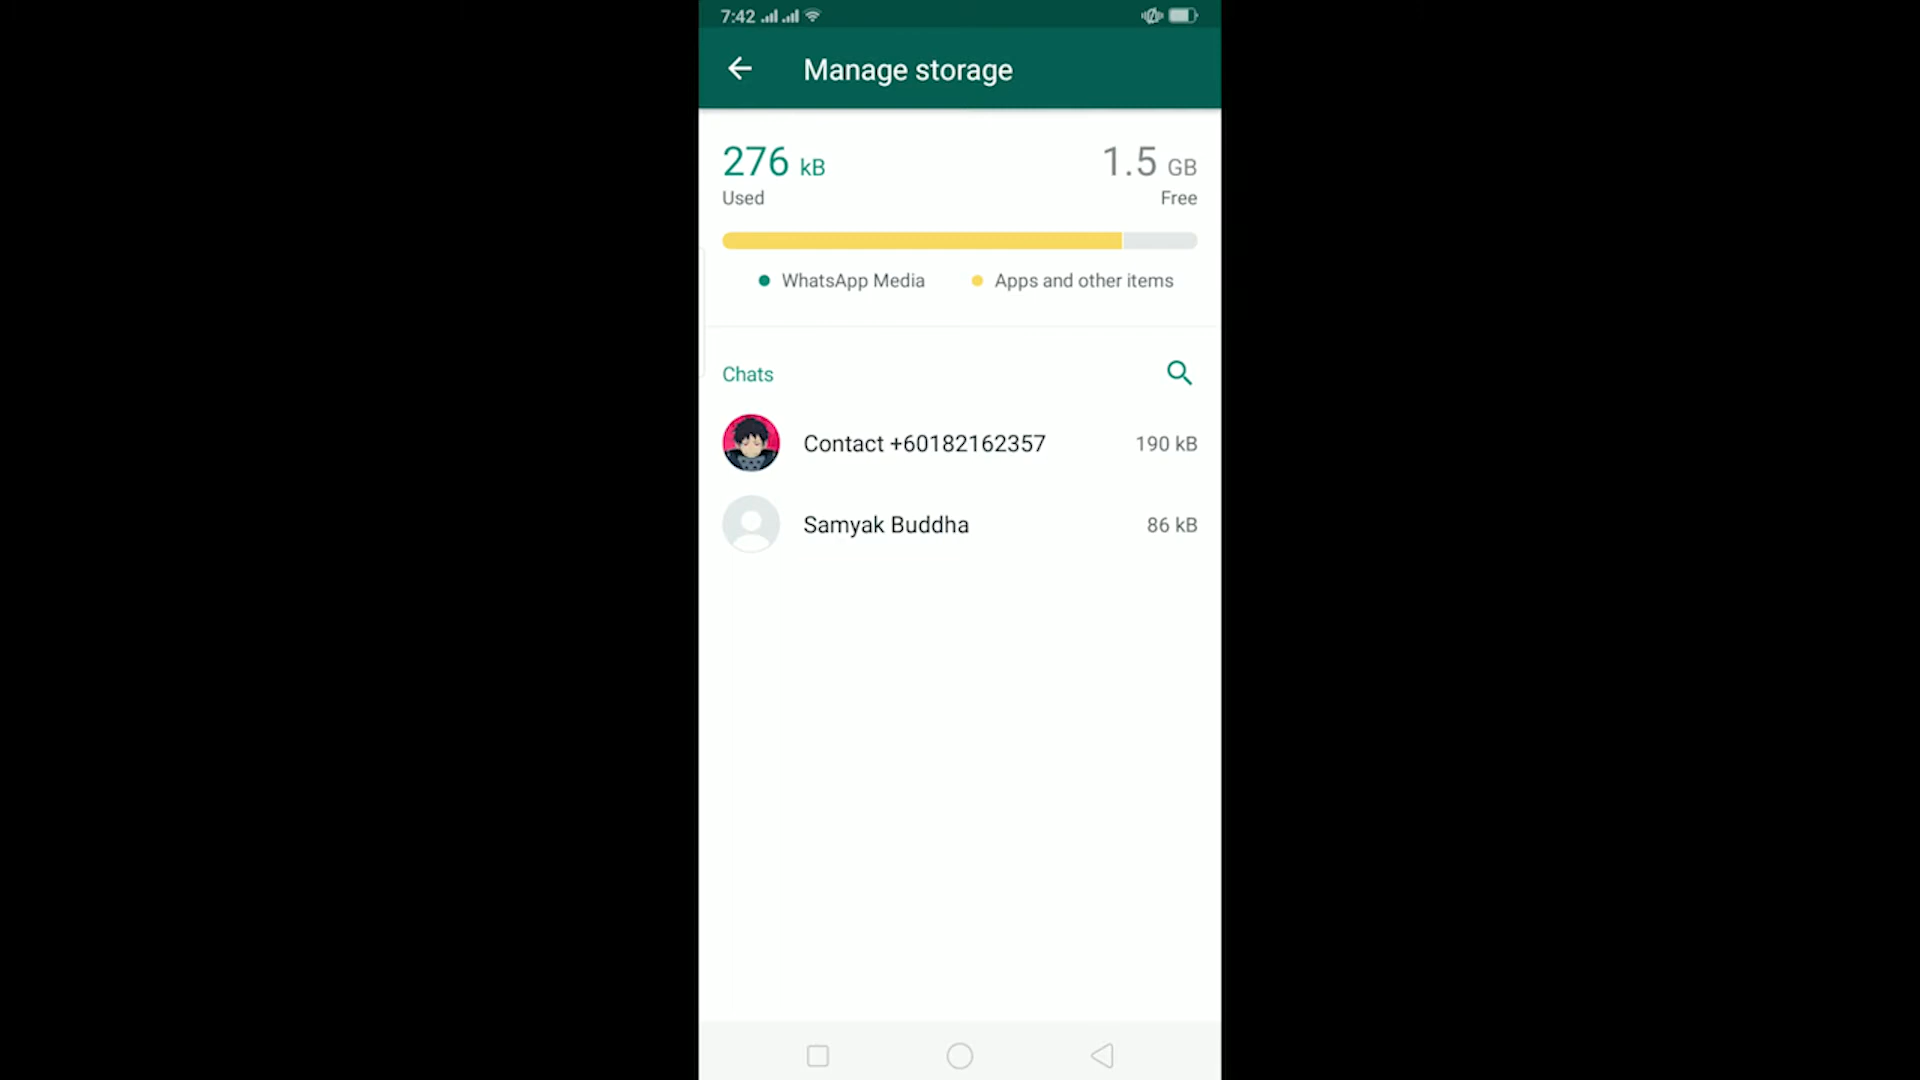 7:42
Manage storage
276 kB
1.5 GB
Used
Free
WhatsApp Media
Apps and other items
Chats
Contact +60182162357
190 kB
Samyak Buddha
86 kB